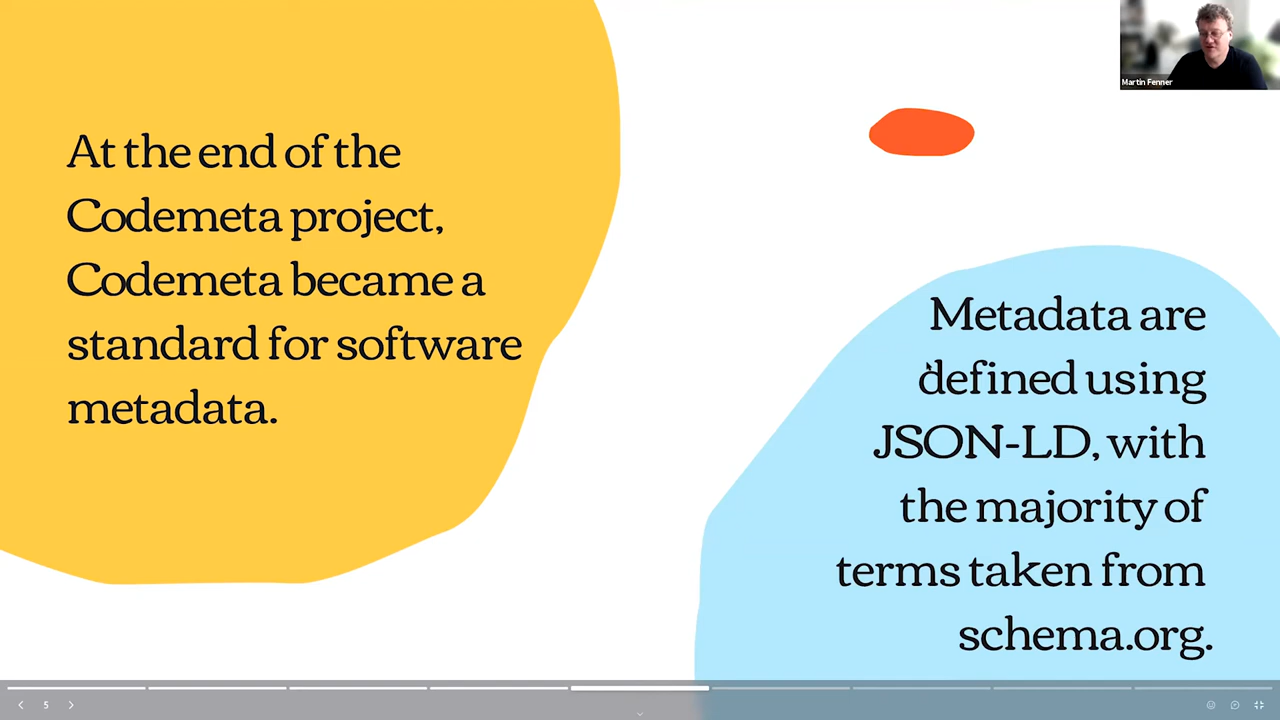 At the end of the
Codemeta project,
Codemeta became a
standard for software
metadata.
Metadata are
defined using
JSON-LD, with
the majority of
terms taken from
schema.org.
Martin Fenner
5